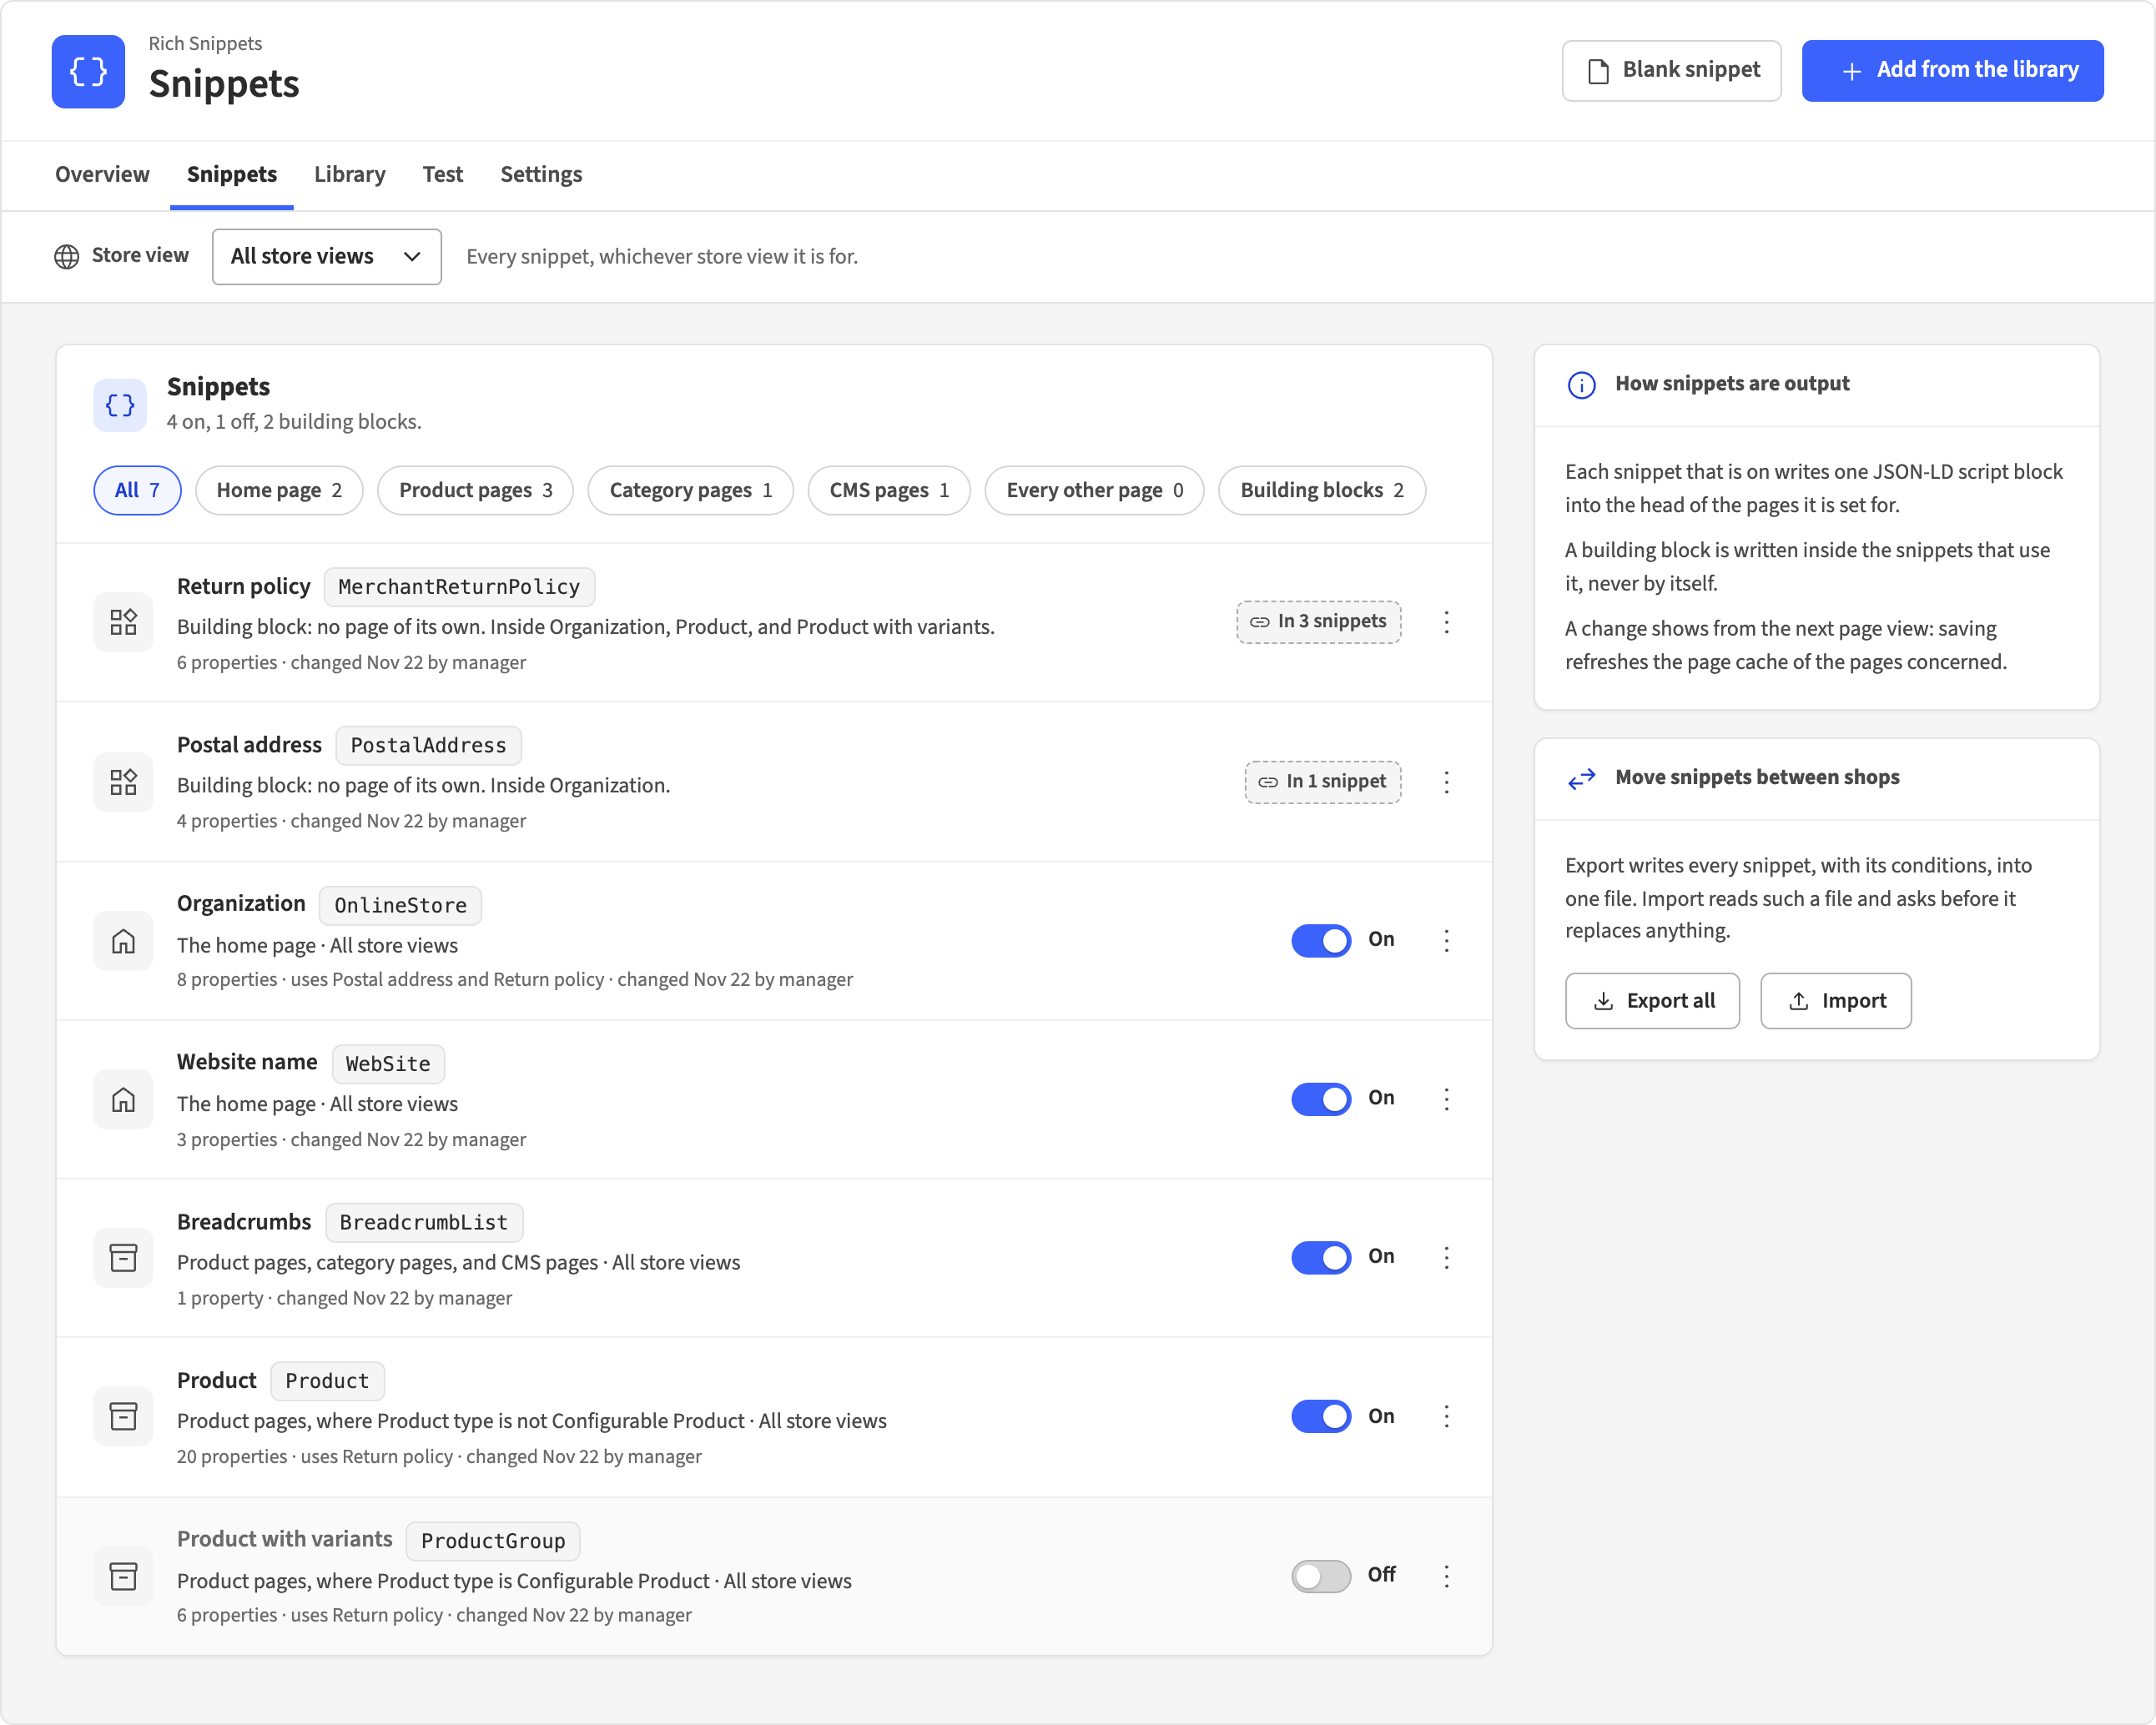 Rich Snippets
Snippets
Blank snippet
Add from the library
Overview
Snippets
Library
Test
Settings
Store view
All store views
Every snippet, whichever store view it is for.
Snippets
4 on, 1 off, 2 building blocks.
All 7
Home page 2
Product pages 3
Category pages 1
CMS pages 1
Every other page 0
Building blocks 2
Return policy MerchantReturnPolicy
Building block: no page of its own. Inside Organization, Product, and Product with variants.
6 properties · changed Nov 22 by manager
In 3 snippets
Postal address PostalAddress
Building block: no page of its own. Inside Organization.
4 properties · changed Nov 22 by manager
In 1 snippet
Organization OnlineStore
The home page · All store views
8 properties · uses Postal address and Return policy · changed Nov 22 by manager
On
Website name WebSite
The home page · All store views
3 properties · changed Nov 22 by manager
On
Breadcrumbs BreadcrumbList
Product pages, category pages, and CMS pages · All store views
1 property · changed Nov 22 by manager
On
Product Product
Product pages, where Product type is not Configurable Product · All store views
20 properties · uses Return policy · changed Nov 22 by manager
On
Product with variants ProductGroup
Product pages, where Product type is Configurable Product · All store views
6 properties · uses Return policy · changed Nov 22 by manager
Off
How snippets are output
Each snippet that is on writes one JSON-LD script block
into the head of the pages it is set for.
A building block is written inside the snippets that use
it, never by itself.
A change shows from the next page view: saving
refreshes the page cache of the pages concerned.
Move snippets between shops
Export writes every snippet, with its conditions, into
one file. Import reads such a file and asks before it
replaces anything.
Export all
Import